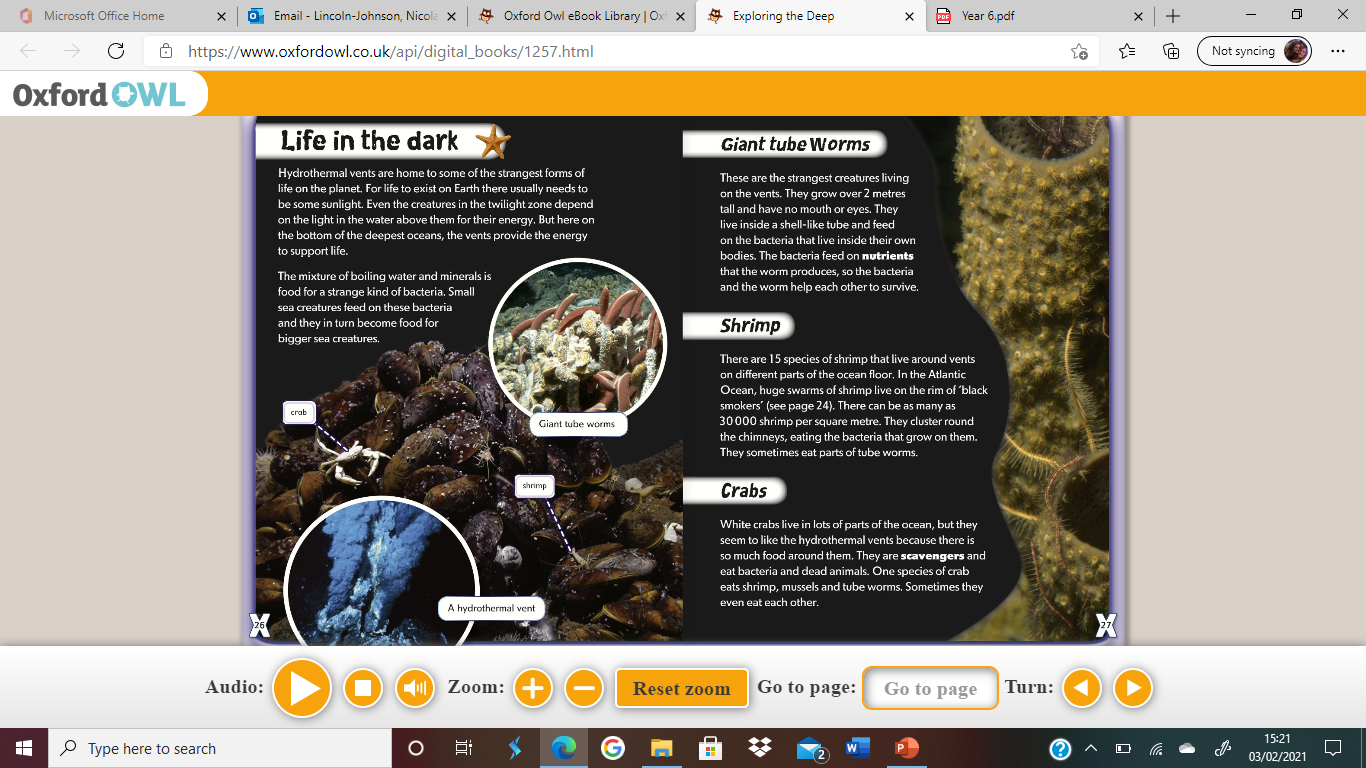 Microsoft Office Home
Email - Lincoln-Johnson, Nicola
Oxford Owl eBook Library | Ox
Exploring the Deep
Year 6.pdf
https://www.oxfordowl.co.uk/api/digital_books/1257.html
Not syncing
Oxford OWL
Life in the dark
Hydrothermal vents are home to some of the strangest forms of
life on the planet. For life to exist on Earth there usually needs to
be some sunlight. Even the creatures in the twilight zone depend
on the light in the water above them for their energy. But here on
the bottom of the deepest oceans, the vents provide the energy
to support life.
The mixture of boiling water and minerals is
food for a strange kind of bacteria. Small
sea creatures feed on these bacteria
and they in turn become food for
bigger sea creatures.
crab
Giant tube worms
shrimp
A hydrothermal vent
26
Giant tube Worms
These are the strangest creatures living
on the vents. They grow over 2 metres
tall and have no mouth or eyes. They
live inside a shell-like tube and feed
on the bacteria that live inside their own
bodies. The bacteria feed on nutrients
that the worm produces, so the bacteria
and the worm help each other to survive.
Shrimp
There are 15 species of shrimp that live around vents
on different parts of the ocean floor. In the Atlantic
Ocean, huge swarms of shrimp live on the rim of 'black
smokers' (see page 24). There can be as many as
30 000 shrimp per square metre. They cluster round
the chimneys, eating the bacteria that grow on them.
They sometimes eat parts of tube worms.
Crabs
White crabs live in lots of parts of the ocean, but they
seem to like the hydrothermal vents because there is
so much food around them. They are scavengers and
eat bacteria and dead animals. One species of crab
eats shrimp, mussels and tube worms. Sometimes they
even eat each other.
27
Audio:
Zoom:
Reset zoom
Go to page:
Go to page
Turn:
Type here to search
2
15:21
03/02/2021